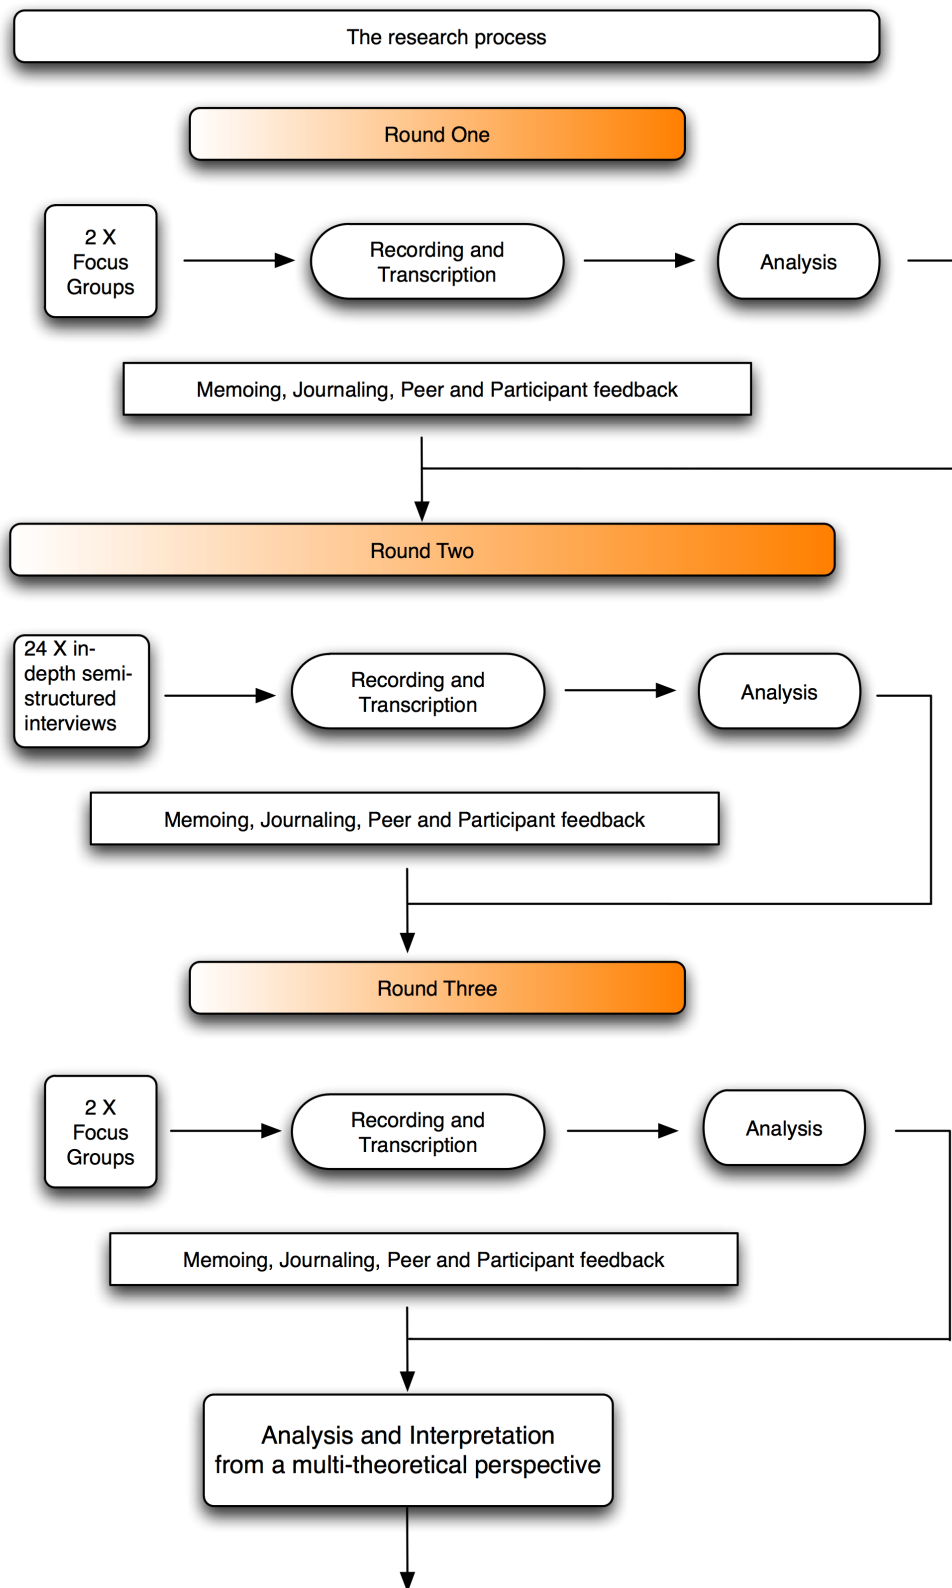 The research process
Round One
2 X
Focus
Groups
Recording and
Transcription
Analysis
Memoing, Journaling, Peer and Participant feedback
Round Two
24 X in-
depth semi-
structured
interviews
Recording and
Transcription
Analysis
Memoing, Journaling, Peer and Participant feedback
Round Three
2 X
Focus
Groups
Recording and
Transcription
Analysis
Memoing, Journaling, Peer and Participant feedback
Analysis and Interpretation
from a multi-theoretical perspective